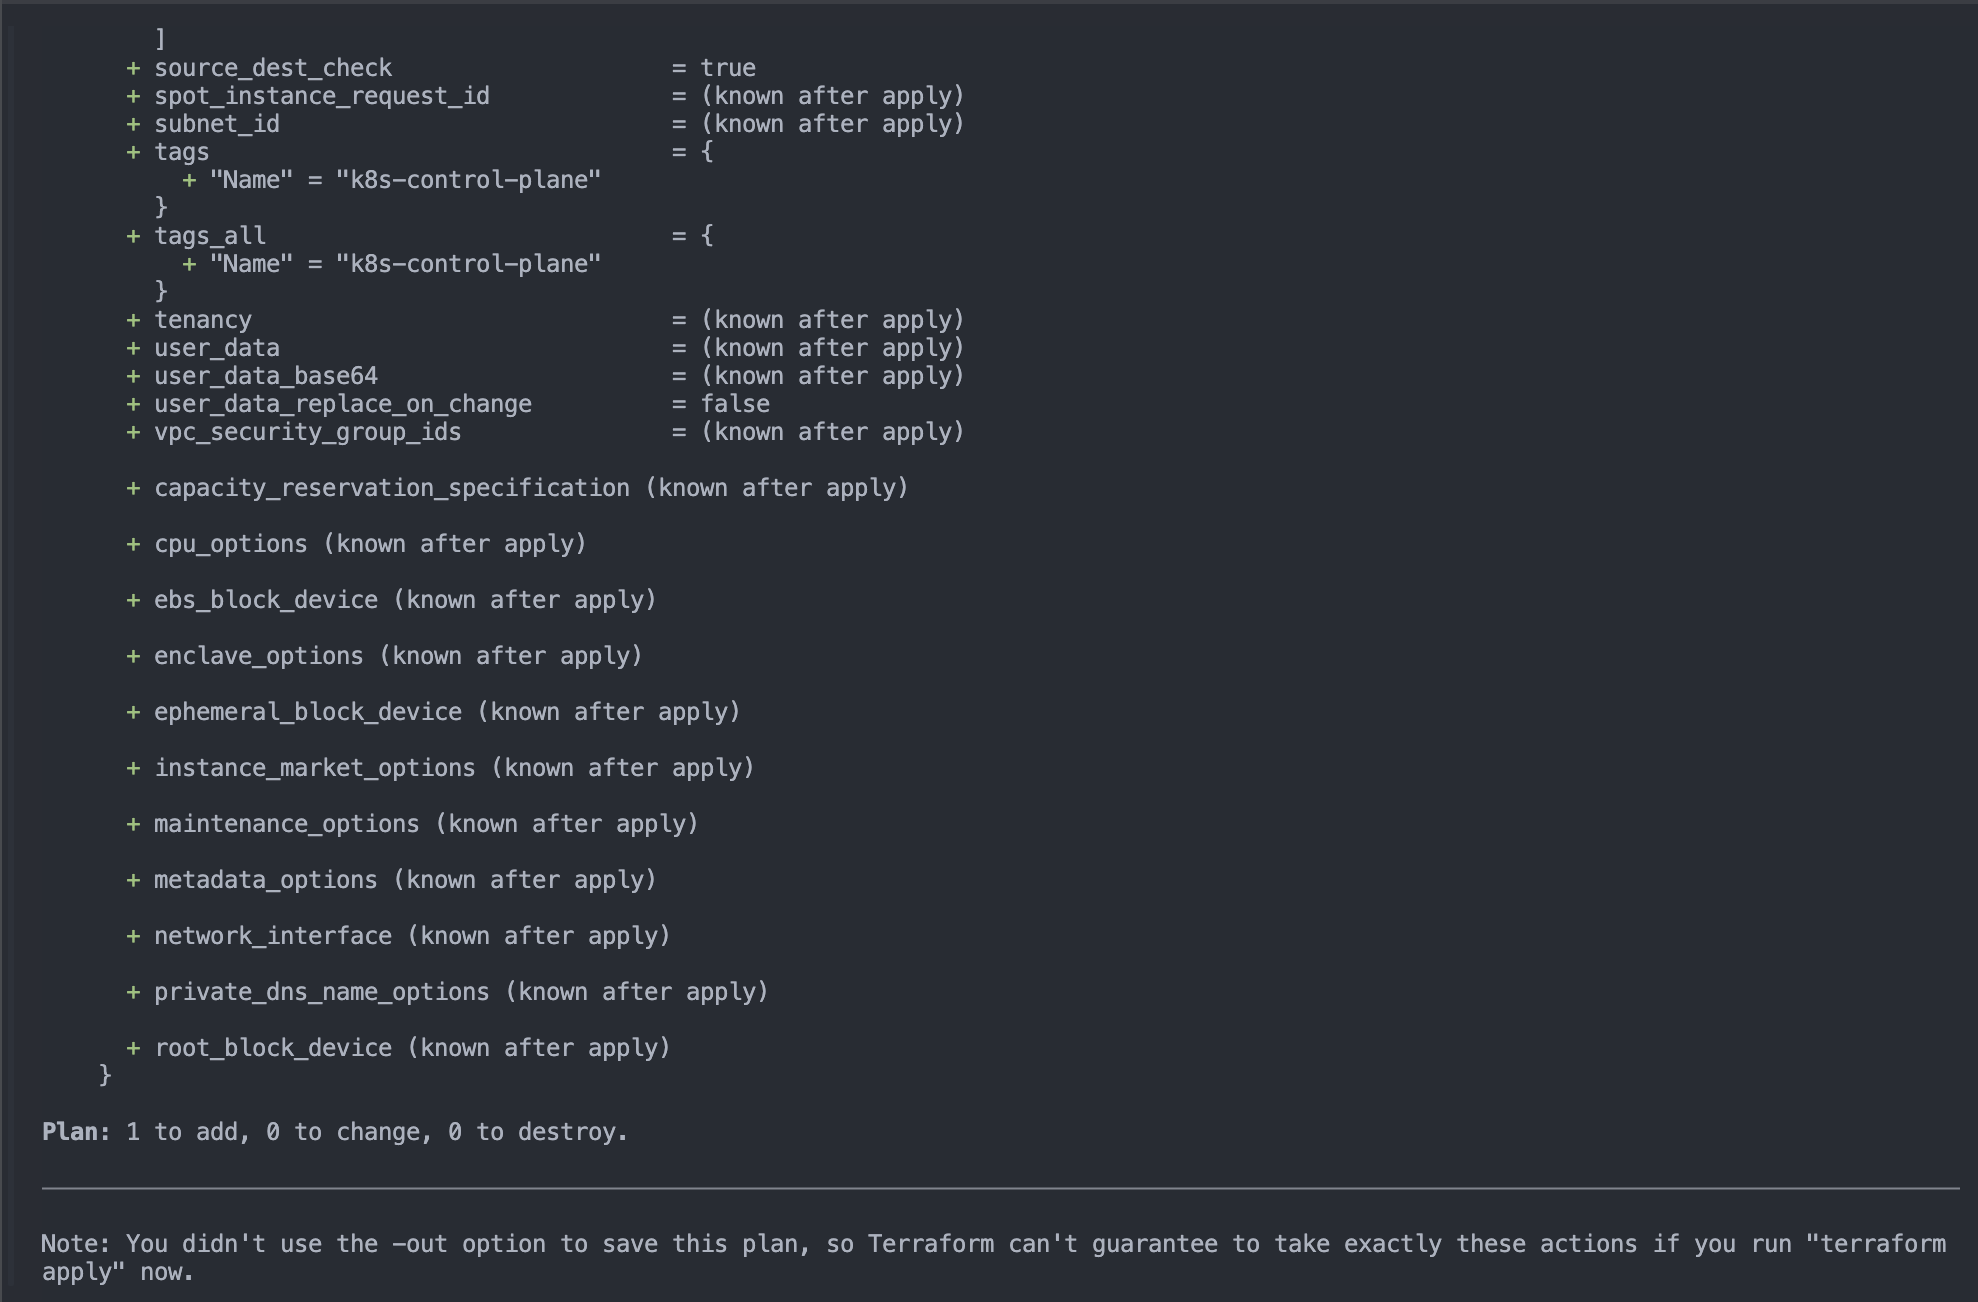 ]
+ source_dest_check = true
+ spot_instance_request_id = (known after apply)
+ subnet_id = (known after apply)
+ tags = {
+ "Name" = "k8s-control-plane"
}
+ tags_all = {
+ "Name" = "k8s-control-plane"
}
+ tenancy = (known after apply)
+ user_data = (known after apply)
+ user_data_base64 = (known after apply)
+ user_data_replace_on_change = false
+ vpc_security_group_ids = (known after apply)
+ capacity_reservation_specification (known after apply)
+ cpu_options (known after apply)
+ ebs_block_device (known after apply)
+ enclave_options (known after apply)
+ ephemeral_block_device (known after apply)
+ instance_market_options (known after apply)
+ maintenance_options (known after apply)
+ metadata_options (known after apply)
+ network_interface (known after apply)
+ private_dns_name_options (known after apply)
+ root_block_device (known after apply)
}
Plan: 1 to add, 0 to change, 0 to destroy.
Note: You didn't use the -out option to save this plan, so Terraform can't guarantee to take exactly these actions if you run "terraform
apply" now.